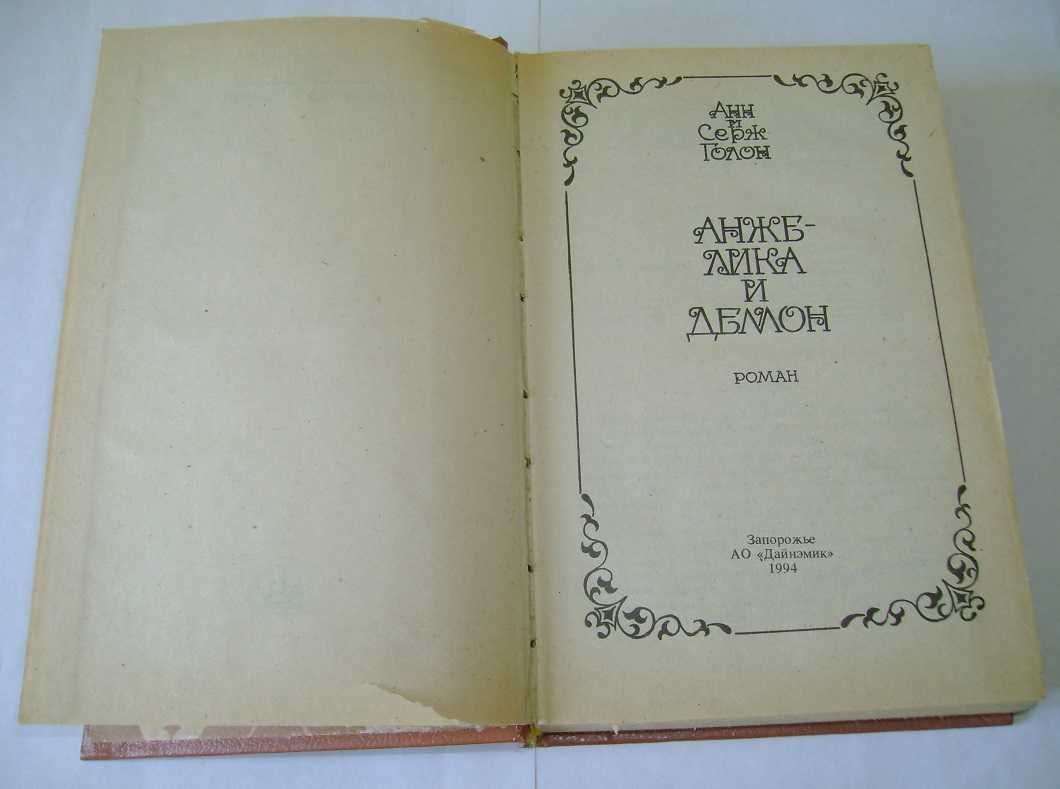 Анн
и
Серж
Голон
АНЖЕ-
ЛИКА
И
ДЕМОН
РОМАН
Запорожье
АО «Дайнэмик»
1994